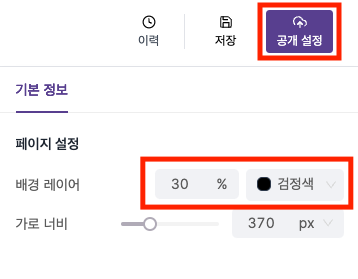 이력 저장 공개 설정
기본 정보
페이지 설정
배경 레이어 30 % 검정색
가로 너비 370 px